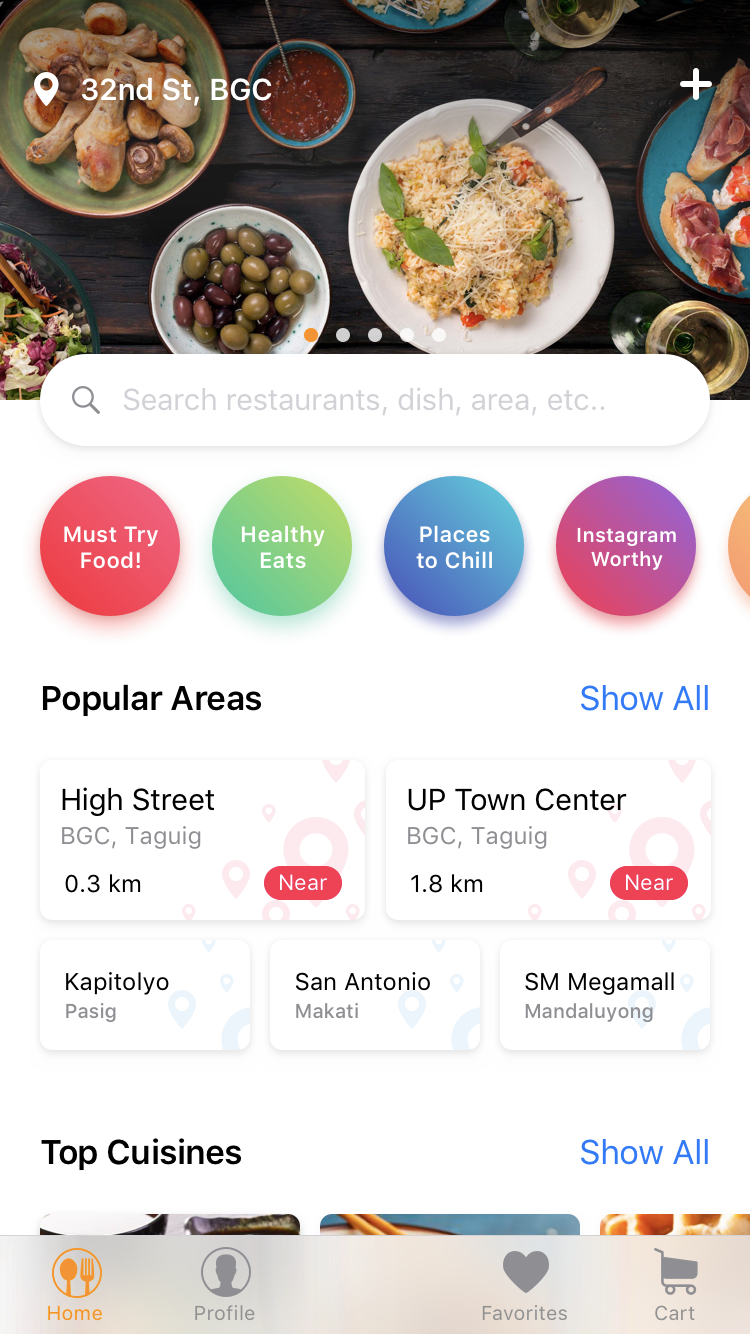 32nd St, BGC
Search restaurants, dish, area, etc..
Must Try
Food!
Healthy
Eats
Places
to Chill
Instagram
Worthy
Popular Areas
Show All
High Street
BGC, Taguig
0.3 km
Near
UP Town Center
BGC, Taguig
1.8 km
Near
Kapitolyo
Pasig
San Antonio
Makati
SM Megamall
Mandaluyong
Top Cuisines
Show All
Home
Profile
Favorites
Cart